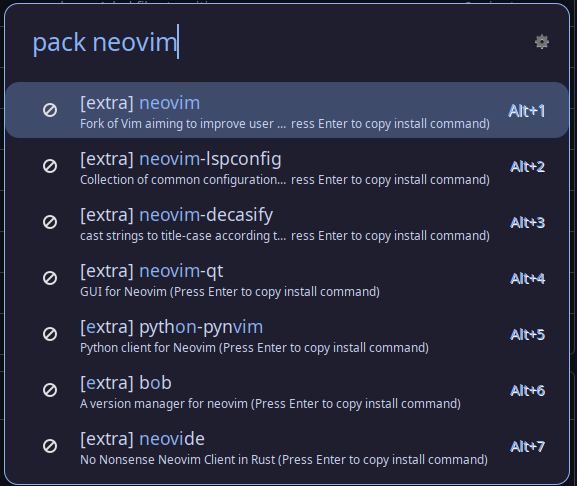 pack neovim
[extra] neovim
Fork of Vim aiming to improve user ... ress Enter to copy install command)
Alt+1
[extra] neovim-lspconfig
Collection of common configuration... ress Enter to copy install command)
Alt+2
[extra] neovim-decasify
cast strings to title-case according t... ress Enter to copy install command)
Alt+3
[extra] neovim-qt
GUI for Neovim (Press Enter to copy install command)
Alt+4
[extra] python-pynvim
Python client for Neovim (Press Enter to copy install command)
Alt+5
[extra] bob
A version manager for neovim (Press Enter to copy install command)
Alt+6
[extra] neovide
No Nonsense Neovim Client in Rust (Press Enter to copy install command)
Alt+7